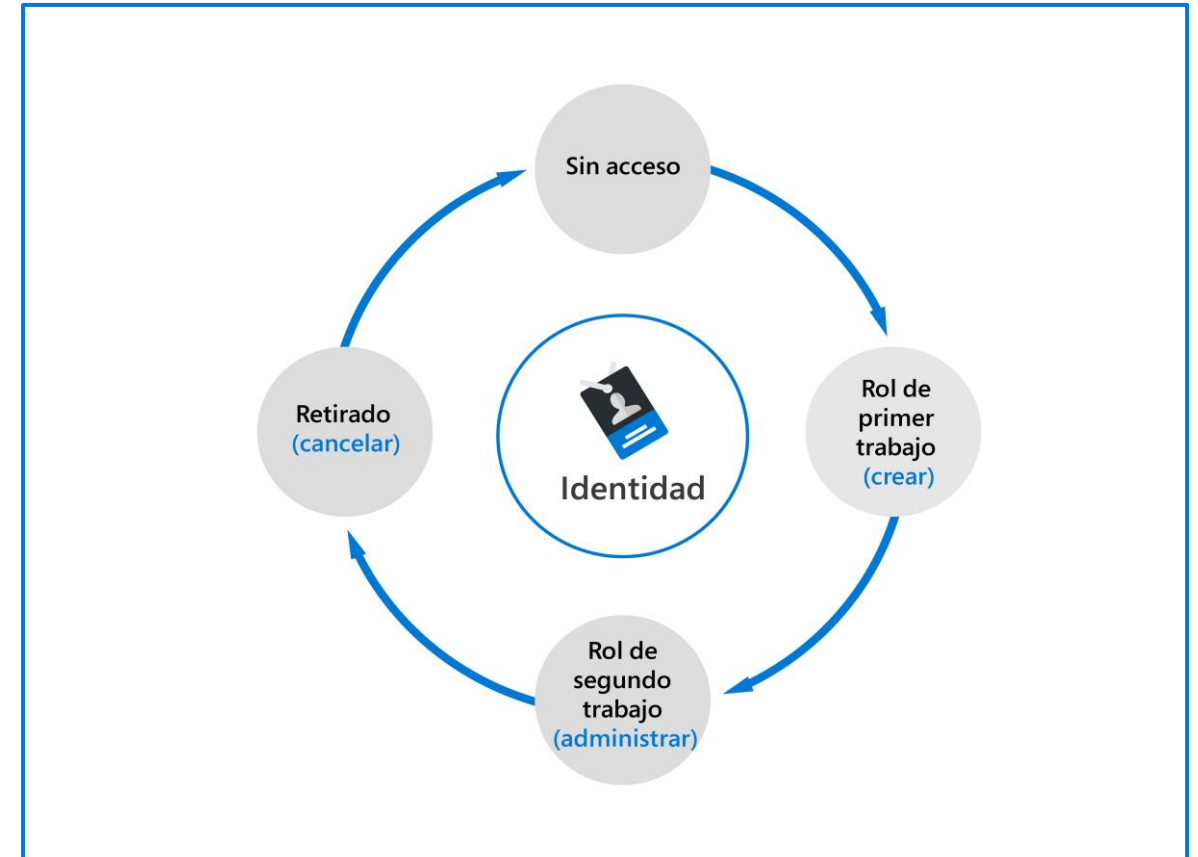 Sin acceso
Rol de
primer
trabajo
(crear)
Rol de
segundo
trabajo
(administrar)
Retirado
(cancelar)
Identidad